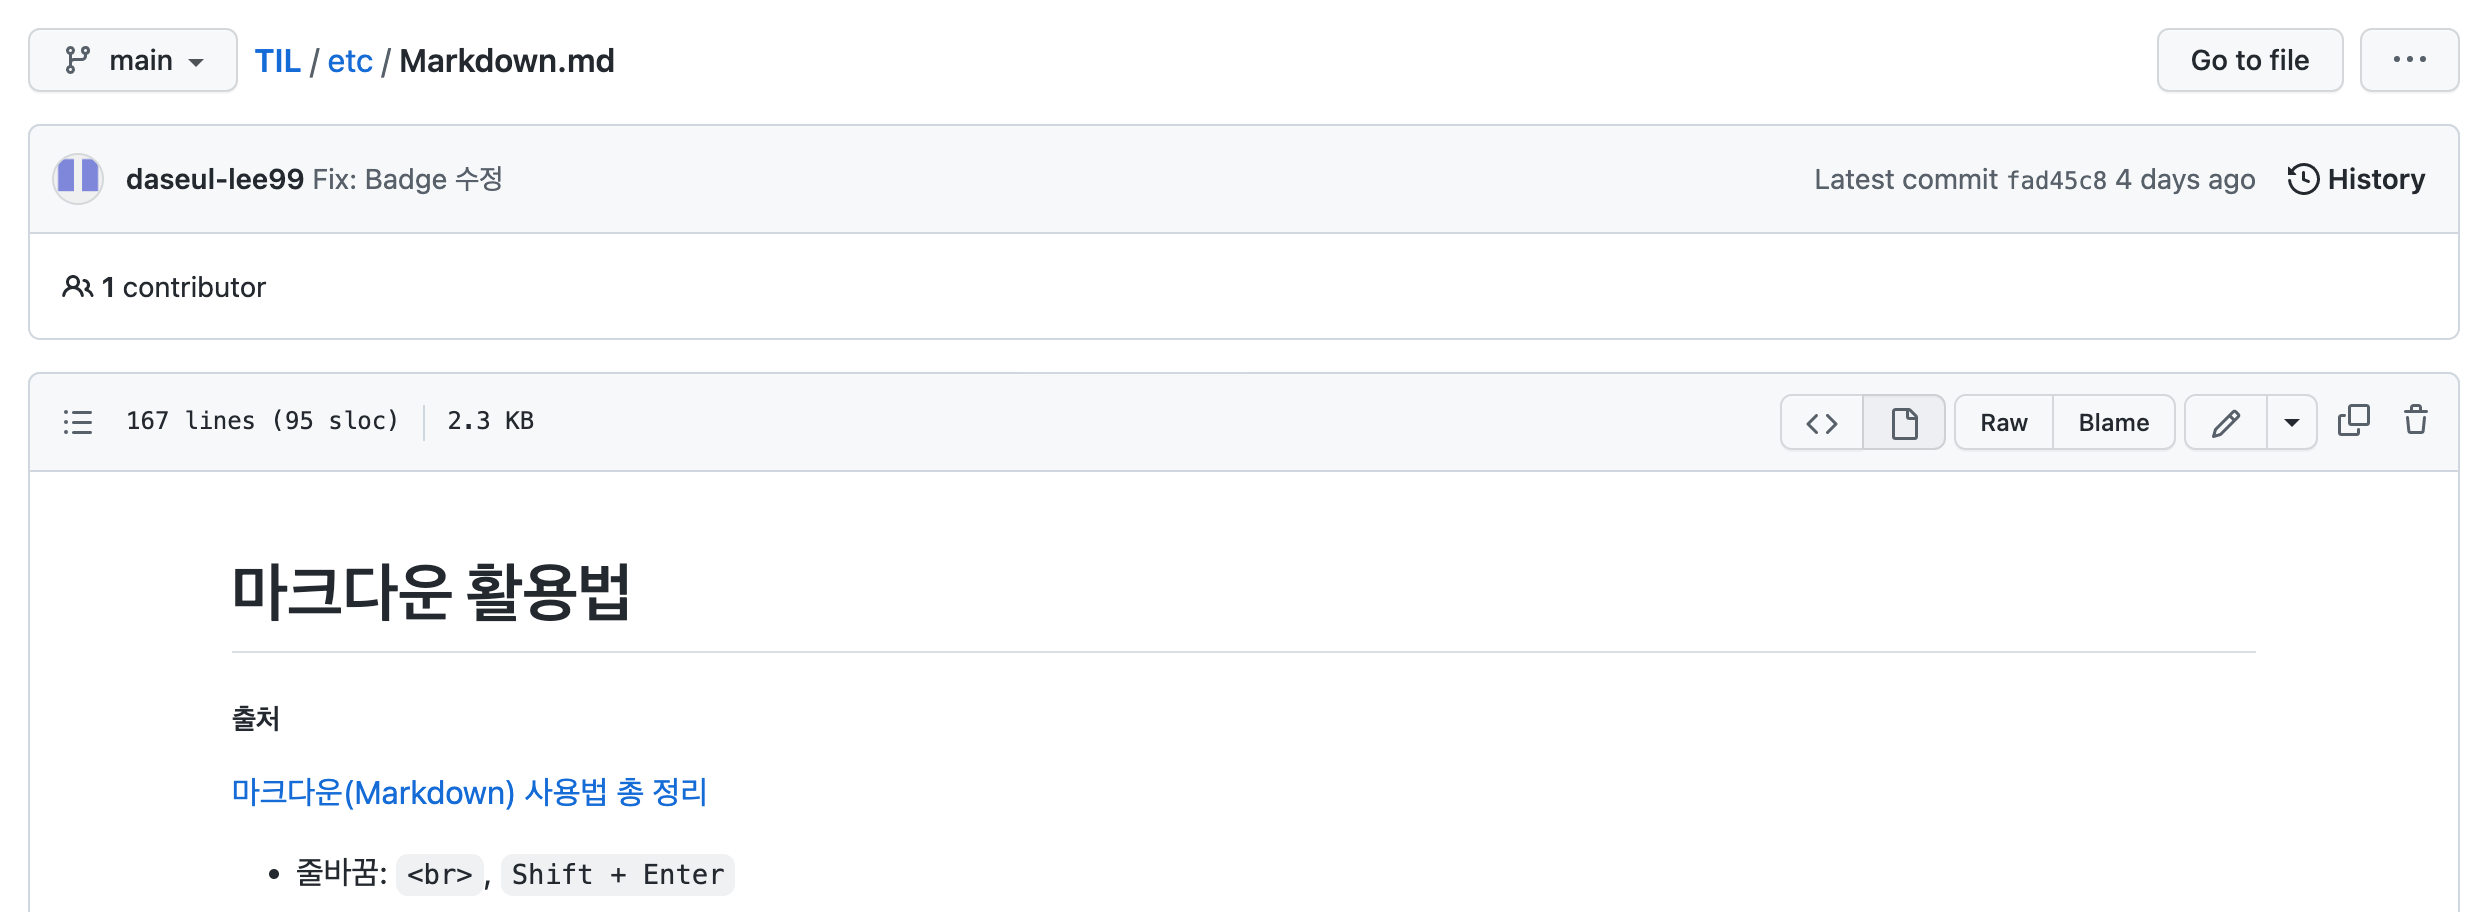 main TIL / etc / Markdown.md Go to file
daseul-lee99 Fix: Badge 수정 Latest commit fad45c8 4 days ago History
1 contributor
167 lines (95 sloc) 2.3 KB Raw Blame
마크다운 활용법
출처
마크다운(Markdown) 사용법 총 정리
줄바꿈: <br>, Shift + Enter